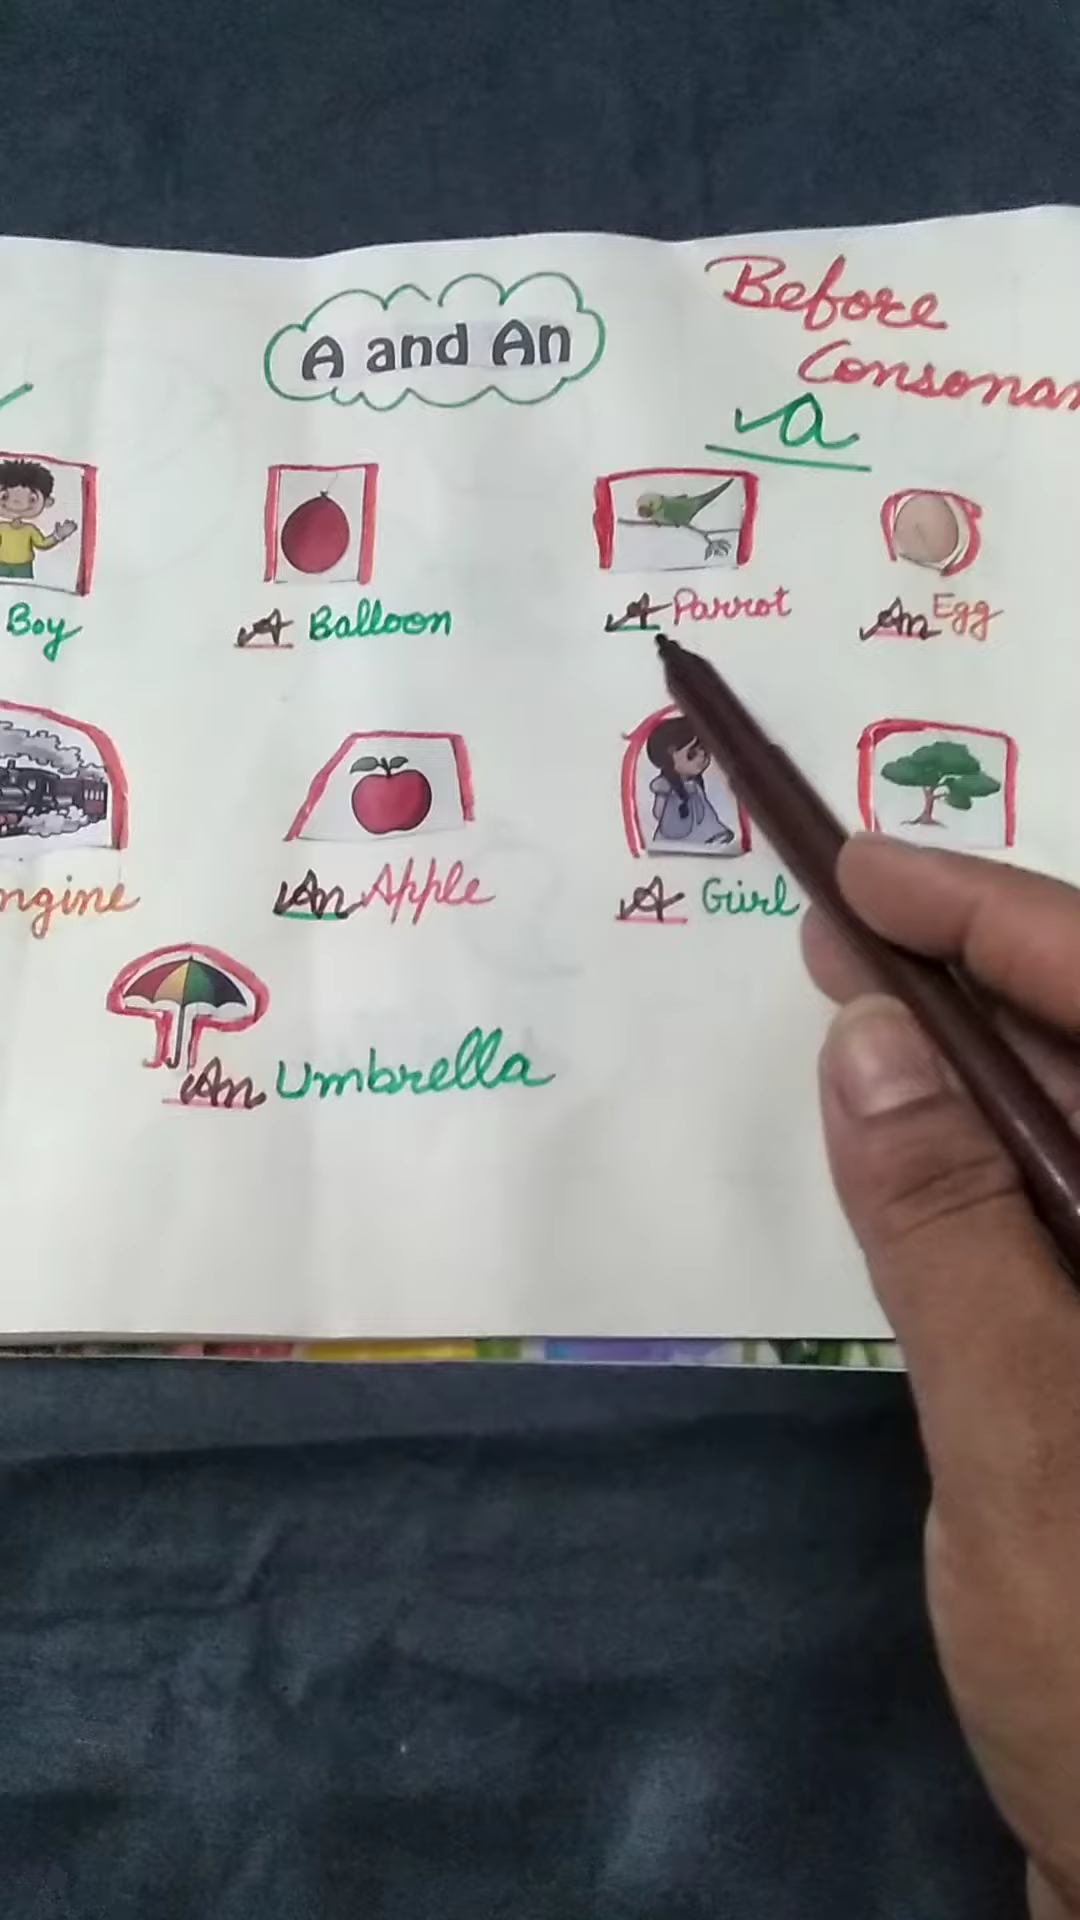 A and An
Before
Consonan
a
Boy
A Balloon
A Parrot
An Egg
ngine
An Apple
A Girl
An Umbrella